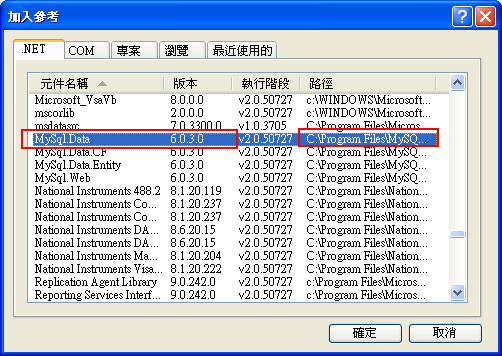 加入參考
.NET COM 專案 瀏覽 最近使用的
元件名稱 版本 執行階段 路徑
Microsoft_VsaVb 8.0.0.0 v2.0.50727 c:\WINDOWS\Microsoft...
mscorlib 2.0.0.0 v2.0.50727 c:\WINDOWS\Microsoft...
msdatasrc 7.0.3300.0 v1.0.3705 C:\Program Files\Micros...
MySql.Data 6.0.3.0 v2.0.50727 C:\Program Files\MySQ...
MySql.Data.CF 6.0.3.0 v2.0.50727 C:\Program Files\MySQ...
MySql.Data.Entity 6.0.3.0 v2.0.50727 C:\Program Files\MySQ...
MySql.Web 6.0.3.0 v2.0.50727 C:\Program Files\MySQ...
National Instruments 488.2 8.1.20.119 v2.0.50727 C:\Program Files\Nation...
National Instruments Co... 8.1.20.237 v2.0.50727 C:\Program Files\Nation...
National Instruments Co... 8.1.20.237 v2.0.50727 C:\Program Files\Nation...
National Instruments DA... 8.6.20.15 v2.0.50727 C:\Program Files\Nation...
National Instruments DA... 8.6.20.15 v2.0.50727 C:\Program Files\Nation...
National Instruments Ma... 8.1.20.204 v2.0.50727 C:\Program Files\Nation...
National Instruments Visa... 8.1.20.222 v2.0.50727 C:\Program Files\Nation...
Replication Agent Library 9.0.242.0 v2.0.50727 C:\Program Files\Micros...
Reporting Services Interf... 9.0.242.0 v2.0.50727 C:\Program Files\Micros...
確定 取消